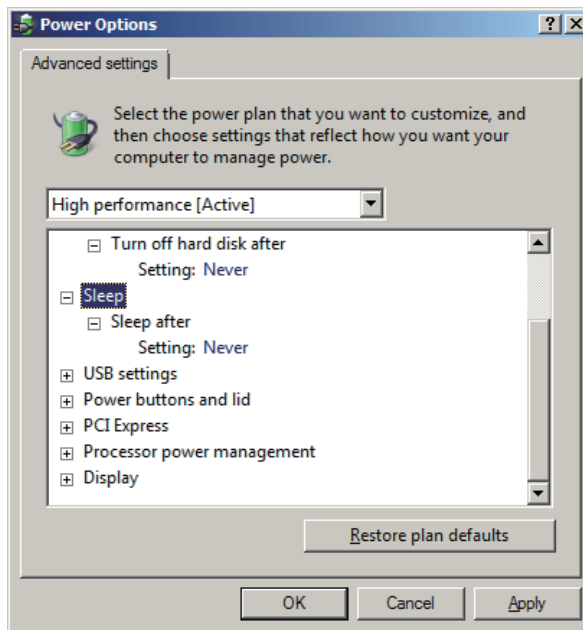 Power Options
Advanced settings
Select the power plan that you want to customize, and
then choose settings that reflect how you want your
computer to manage power.
High performance [Active]
Turn off hard disk after
Setting: Never
Sleep
Sleep after
Setting: Never
USB settings
Power buttons and lid
PCI Express
Processor power management
Display
Restore plan defaults
OK Cancel Apply